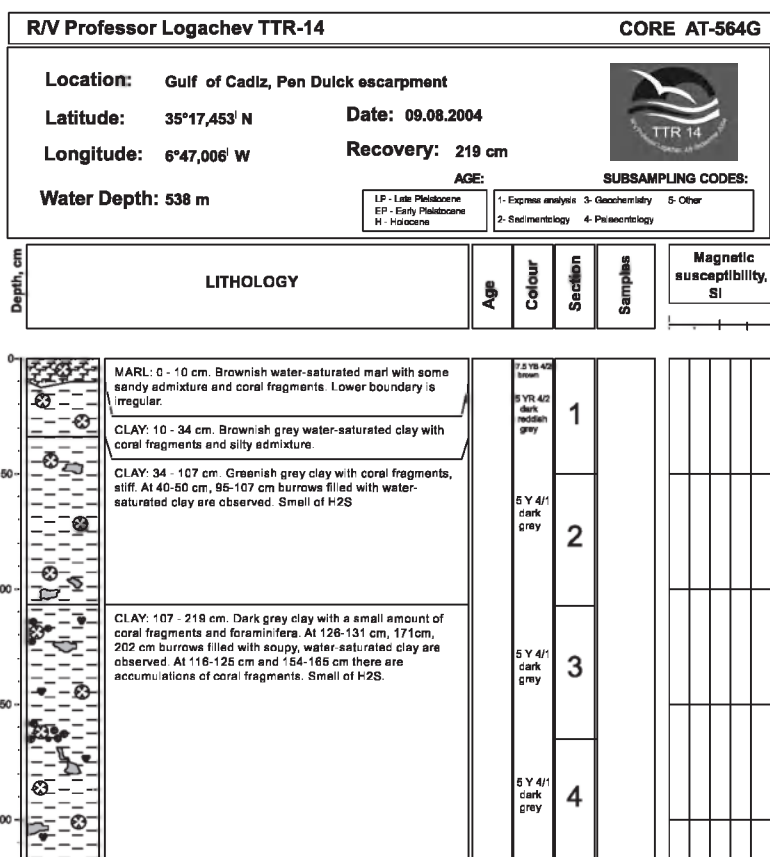 R/V Professor Logachev TTR-14
CORE AT-564G
Location: Gulf of Cadiz, Pen Duick escarpment
Latitude: 35°17,453ˡ N
Date: 09.08.2004
Longitude: 6°47,006ˡ W
Recovery: 219 cm
Water Depth: 538 m
TTR 14
AGE:
LP - Late Pleistocene
EP - Early Pleistocene
H - Holocene
SUBSAMPLING CODES:
1- Express analysis 3- Geochemistry 5- Other
2- Sedimentology 4- Palaeontology
Depth, cm
LITHOLOGY
Age
Colour
Section
Samples
Magnetic
susceptibility,
SI
0
MARL: 0 - 10 cm. Brownish water-saturated marl with some
sandy admixture and coral fragments. Lower boundary is
irregular.
CLAY: 10 - 34 cm. Brownish grey water-saturated clay with
coral fragments and silty admixture.
CLAY: 34 - 107 cm. Greenish grey clay with coral fragments,
stiff. At 40-50 cm, 95-107 cm burrows filled with water-
saturated clay are observed. Smell of H2S
CLAY: 107 - 219 cm. Dark grey clay with a small amount of
coral fragments and foraminifera. At 126-131 cm, 171cm,
202 cm burrows filled with soupy, water-saturated clay are
observed. At 116-125 cm and 154-165 cm there are
accumulations of coral fragments. Smell of H2S.
7.5 YB 4/2
brown
5 YR 4/2
dark
reddish
grey
1
50
5 Y 4/1
dark
grey
2
00
5 Y 4/1
dark
grey
3
50
5 Y 4/1
dark
grey
4
00